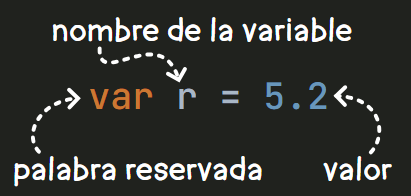 nombre de la variable
var r = 5.2
palabra reservada
valor